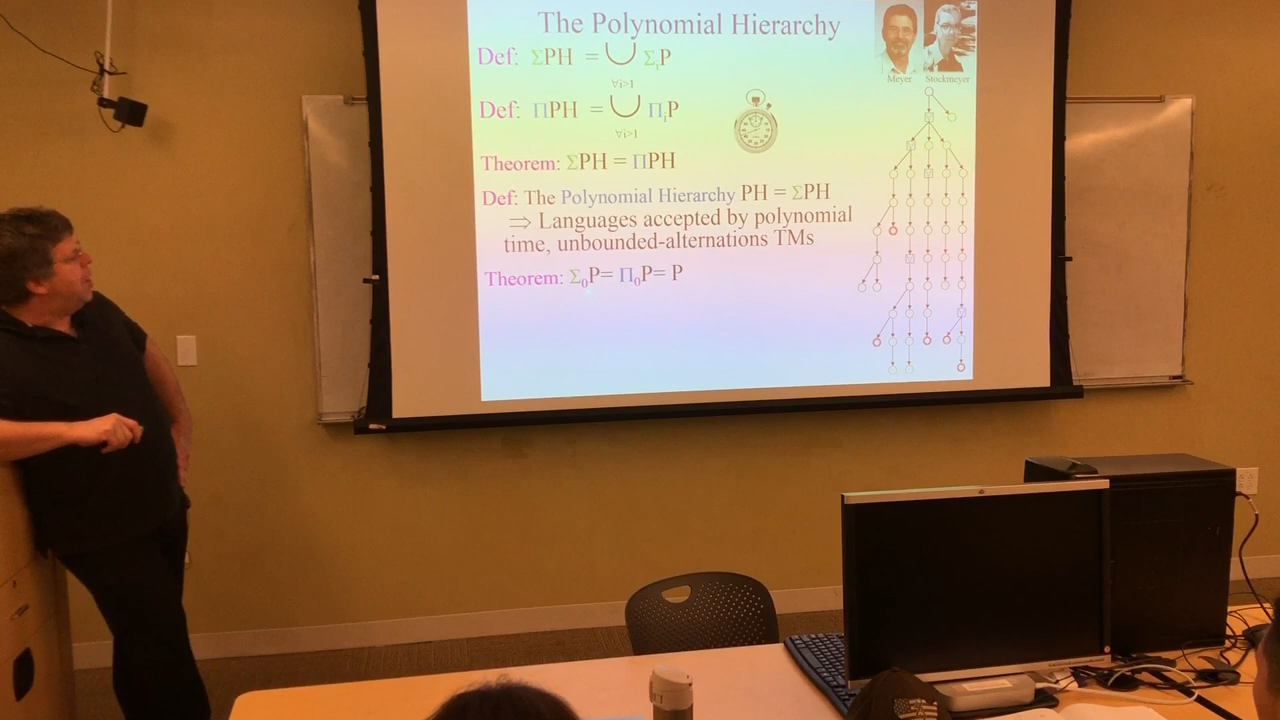 The Polynomial Hierarchy
Def: ΣPH = ∪ ΣᵢP
∀i>1
Def: ΠPH = ∪ ΠᵢP
∀i>1
Theorem: ΣPH = ΠPH
Def: The Polynomial Hierarchy PH = ΣPH
⇒ Languages accepted by polynomial
time, unbounded-alternations TMs
Theorem: Σ₀P= Π₀P= P
Meyer Stockmeyer